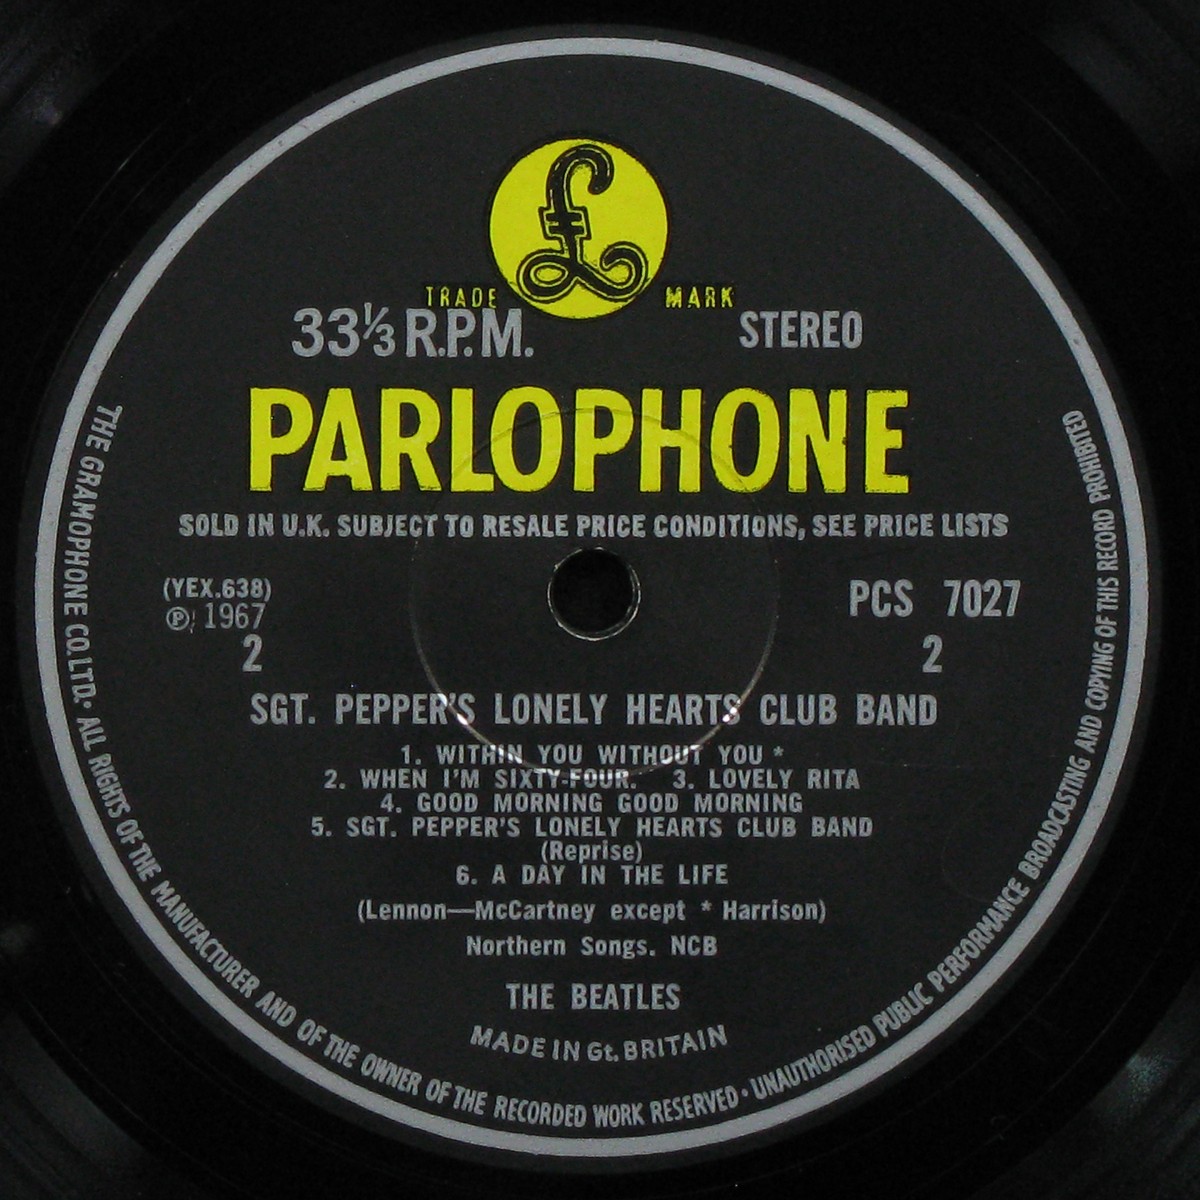 £
TRADE MARK
33⅓ R.P.M. STEREO
PARLOPHONE
SOLD IN U.K. SUBJECT TO RESALE PRICE CONDITIONS, SEE PRICE LISTS
(YEX.638) PCS 7027
Ⓟ 1967
2 2
SGT. PEPPER'S LONELY HEARTS CLUB BAND
1. WITHIN YOU WITHOUT YOU *
2. WHEN I'M SIXTY-FOUR. 3. LOVELY RITA
4. GOOD MORNING GOOD MORNING
5. SGT. PEPPER'S LONELY HEARTS CLUB BAND
(Reprise)
6. A DAY IN THE LIFE
(Lennon—McCartney except * Harrison)
Northern Songs. NCB
THE BEATLES
MADE IN Gt. BRITAIN
THE GRAMOPHONE CO. LTD. · ALL RIGHTS OF THE MANUFACTURER AND OF THE OWNER OF THE RECORDED WORK RESERVED · UNAUTHORISED PUBLIC PERFORMANCE BROADCASTING AND COPYING OF THIS RECORD PROHIBITED